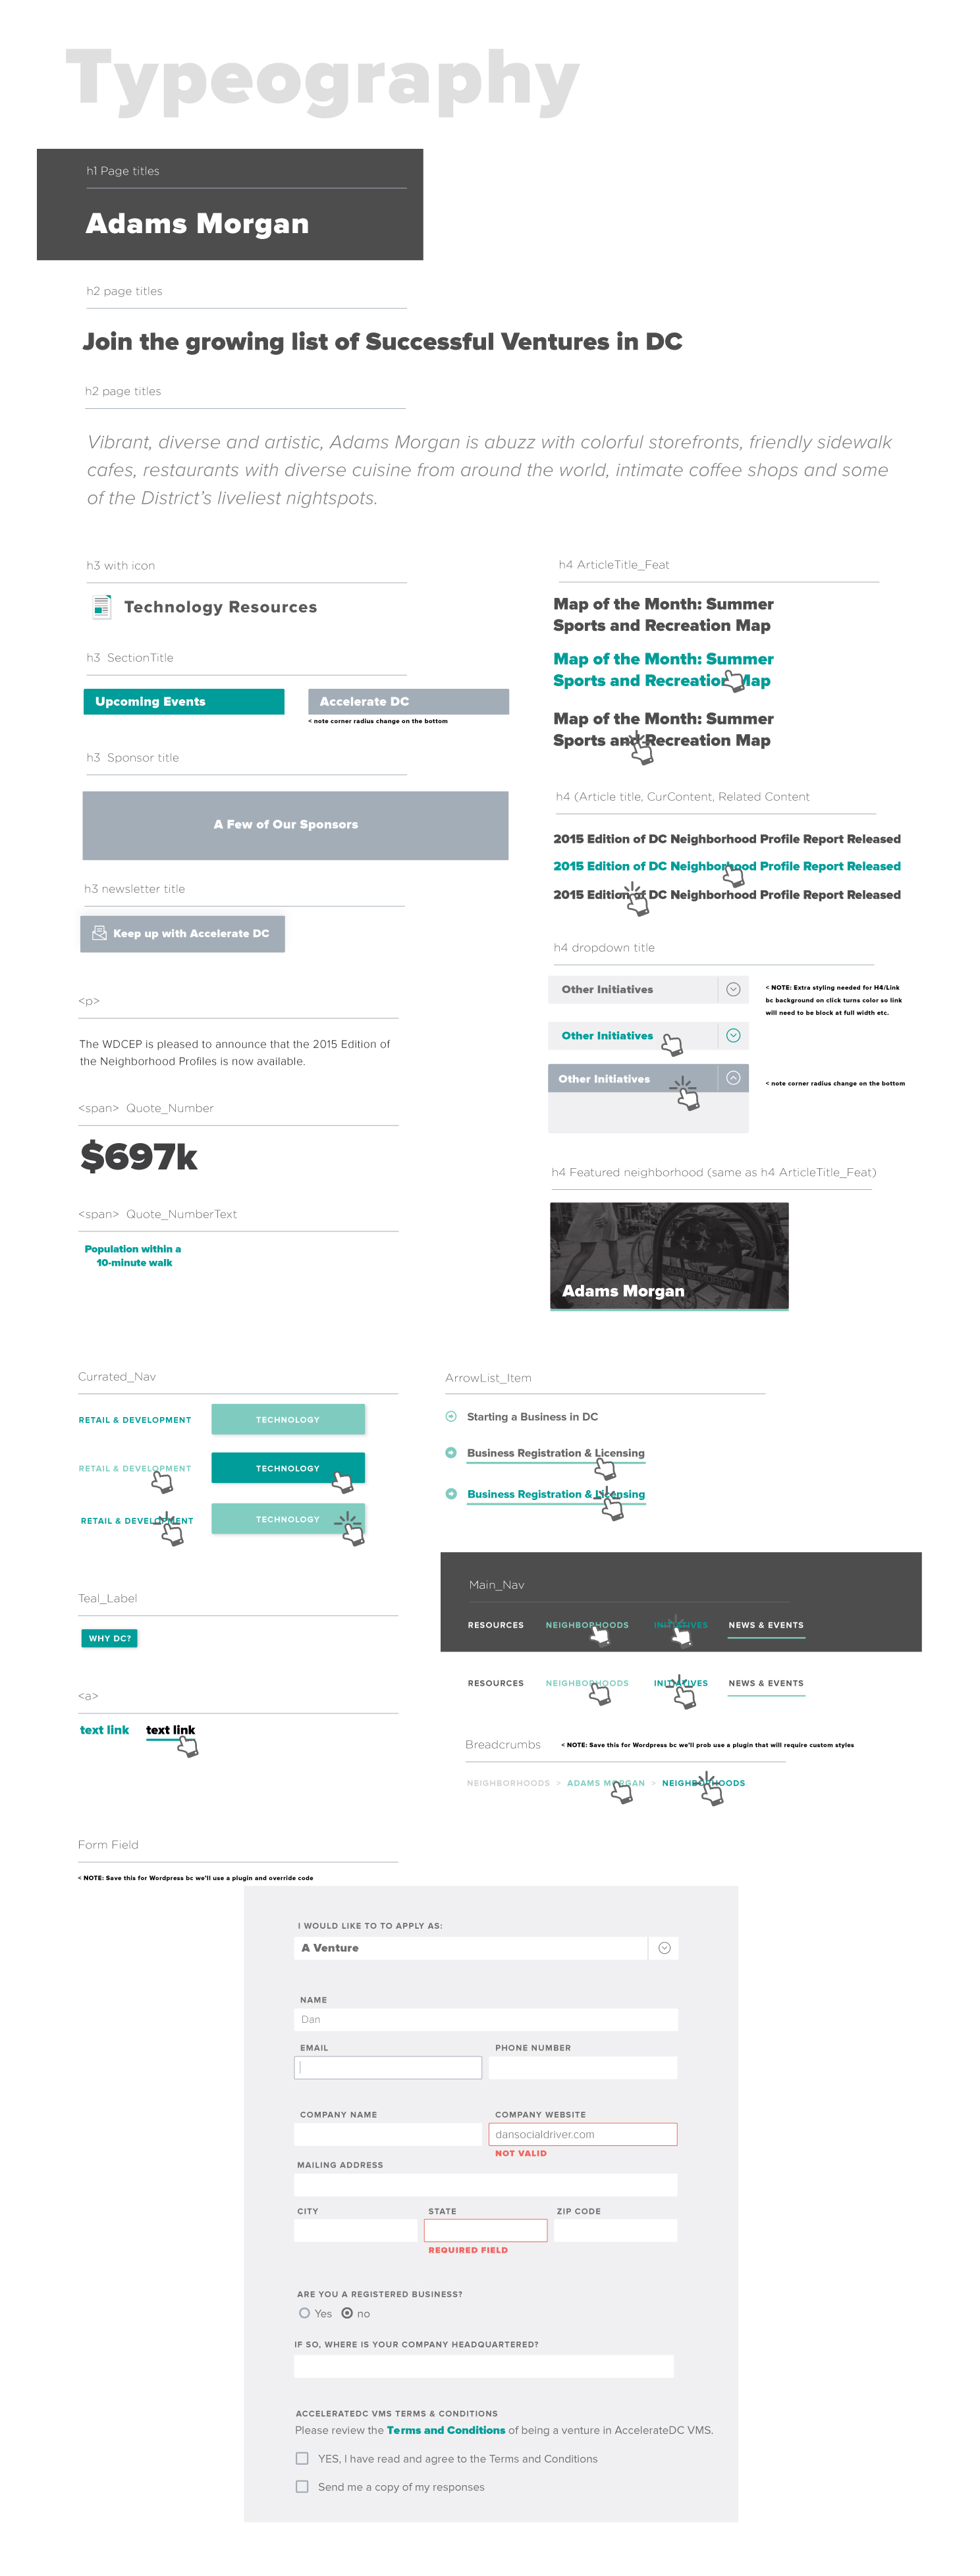 Typeography
h1 Page titles
Adams Morgan
h2 page titles
Join the growing list of Successful Ventures in DC
h2 page titles
Vibrant, diverse and artistic, Adams Morgan is abuzz with colorful storefronts, friendly sidewalk
cafes, restaurants with diverse cuisine from around the world, intimate coffee shops and some
of the District's liveliest nightspots.
h3 with icon
Technology Resources
h3 SectionTitle
Upcoming Events
Accelerate DC
< note corner radius change on the bottom
h3 Sponsor title
A Few of Our Sponsors
h3 newsletter title
Keep up with Accelerate DC
<p>
The WDCEP is pleased to announce that the 2015 Edition of
the Neighborhood Profiles is now available.
<span> Quote_Number
$697k
<span> Quote_NumberText
Population within a
10-minute walk
h4 ArticleTitle_Feat
Map of the Month: Summer
Sports and Recreation Map
Map of the Month: Summer
Sports and Recreation Map
Map of the Month: Summer
Sports and Recreation Map
h4 (Article title, CurContent, Related Content
2015 Edition of DC Neighborhood Profile Report Released
2015 Edition of DC Neighborhood Profile Report Released
2015 Edition of DC Neighborhood Profile Report Released
h4 dropdown title
Other Initiatives
< NOTE: Extra styling needed for H4/Link
bc background on click turns color so link
will need to be block at full width etc.
Other Initiatives
Other Initiatives
< note corner radius change on the bottom
h4 Featured neighborhood (same as h4 ArticleTitle_Feat)
ADAMS MORGAN
Adams Morgan
Currated_Nav
RETAIL & DEVELOPMENT
TECHNOLOGY
RETAIL & DEVELOPMENT
TECHNOLOGY
RETAIL & DEVELOPMENT
TECHNOLOGY
Teal_Label
WHY DC?
<a>
text link
text link
ArrowList_Item
Starting a Business in DC
Business Registration & Licensing
Business Registration & Licensing
Main_Nav
RESOURCES NEIGHBORHOODS INITIATIVES NEWS & EVENTS
RESOURCES NEIGHBORHOODS INITIATIVES NEWS & EVENTS
Breadcrumbs
< NOTE: Save this for Wordpress bc we'll prob use a plugin that will require custom styles
NEIGHBORHOODS > ADAMS MORGAN > NEIGHBORHOODS
Form Field
< NOTE: Save this for Wordpress bc we'll use a plugin and override code
I WOULD LIKE TO TO APPLY AS:
A Venture
NAME
Dan
EMAIL
PHONE NUMBER
COMPANY NAME
COMPANY WEBSITE
dansocialdriver.com
NOT VALID
MAILING ADDRESS
CITY
STATE
ZIP CODE
REQUIRED FIELD
ARE YOU A REGISTERED BUSINESS?
Yes no
IF SO, WHERE IS YOUR COMPANY HEADQUARTERED?
ACCELERATEDC VMS TERMS & CONDITIONS
Please review the Terms and Conditions of being a venture in AccelerateDC VMS.
YES, I have read and agree to the Terms and Conditions
Send me a copy of my responses